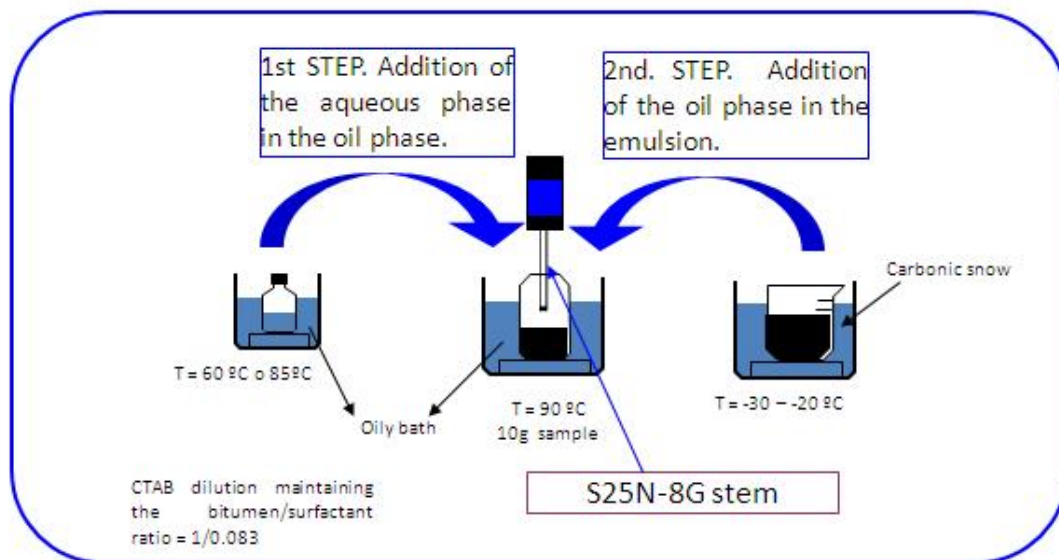 1st STEP. Addition of
the aqueous phase
in the oil phase.
2nd. STEP. Addition
of the oil phase in the
emulsion.
Carbonic snow
T = 60 ºC o 85ºC
Oily bath
T = 90 ºC
10g sample
T = -30 – -20 ºC
S25N-8G stem
CTAB dilution maintaining
the bitumen/surfactant
ratio = 1/0.083